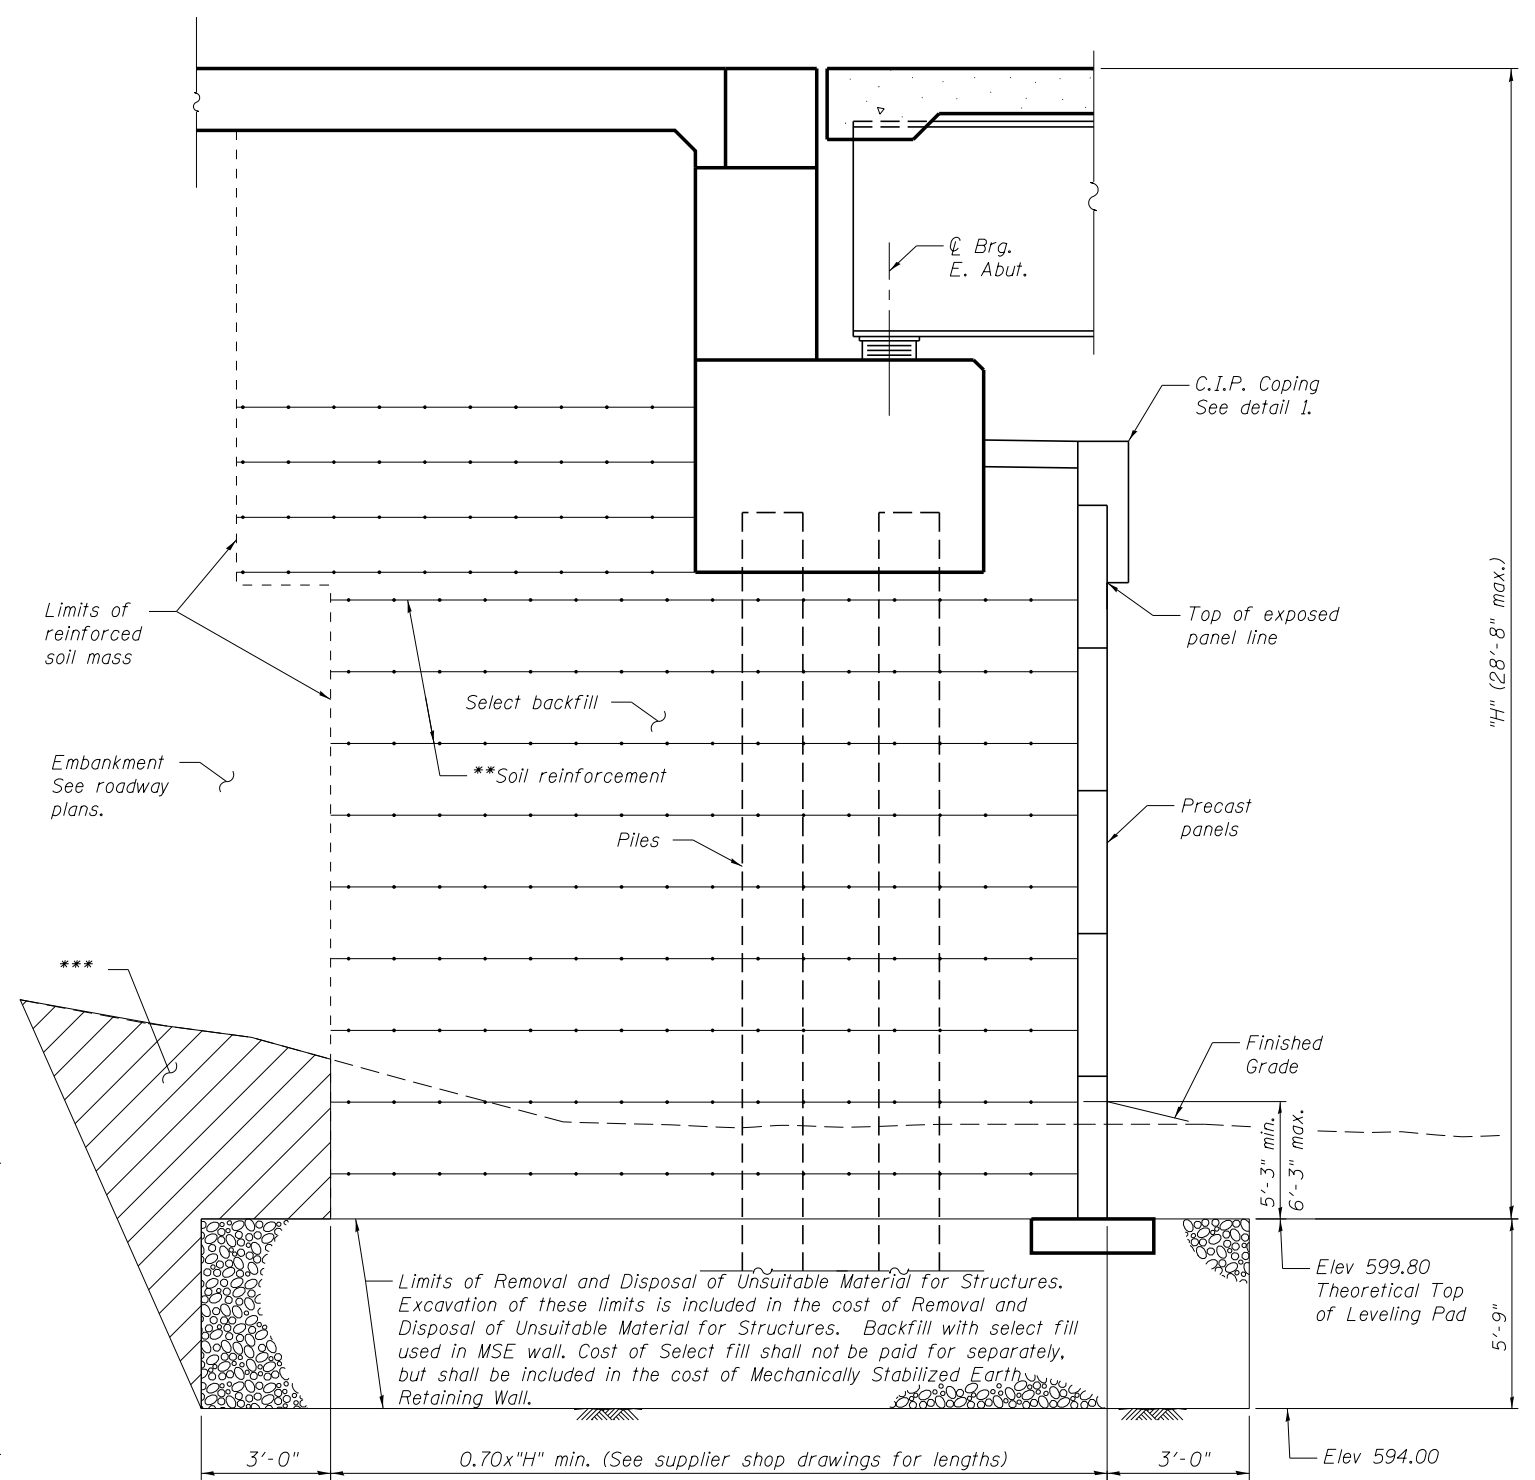 ℄ Brg.
E. Abut.
C.I.P. Coping
See detail 1.
"H" (28'-8" max.)
Limits of
reinforced
soil mass
Top of exposed
panel line
Select backfill
**Soil reinforcement
Embankment
See roadway
plans.
Precast
panels
Piles
***
Finished
Grade
5'-3" min.
6'-3" max.
Limits of Removal and Disposal of Unsuitable Material for Structures.
Excavation of these limits is included in the cost of Removal and
Disposal of Unsuitable Material for Structures. Backfill with select fill
used in MSE wall. Cost of Select fill shall not be paid for separately,
but shall be included in the cost of Mechanically Stabilized Earth
Retaining Wall.
Elev 599.80
Theoretical Top
of Leveling Pad
5'-9"
3'-0"
0.70x"H" min. (See supplier shop drawings for lengths)
3'-0"
Elev 594.00